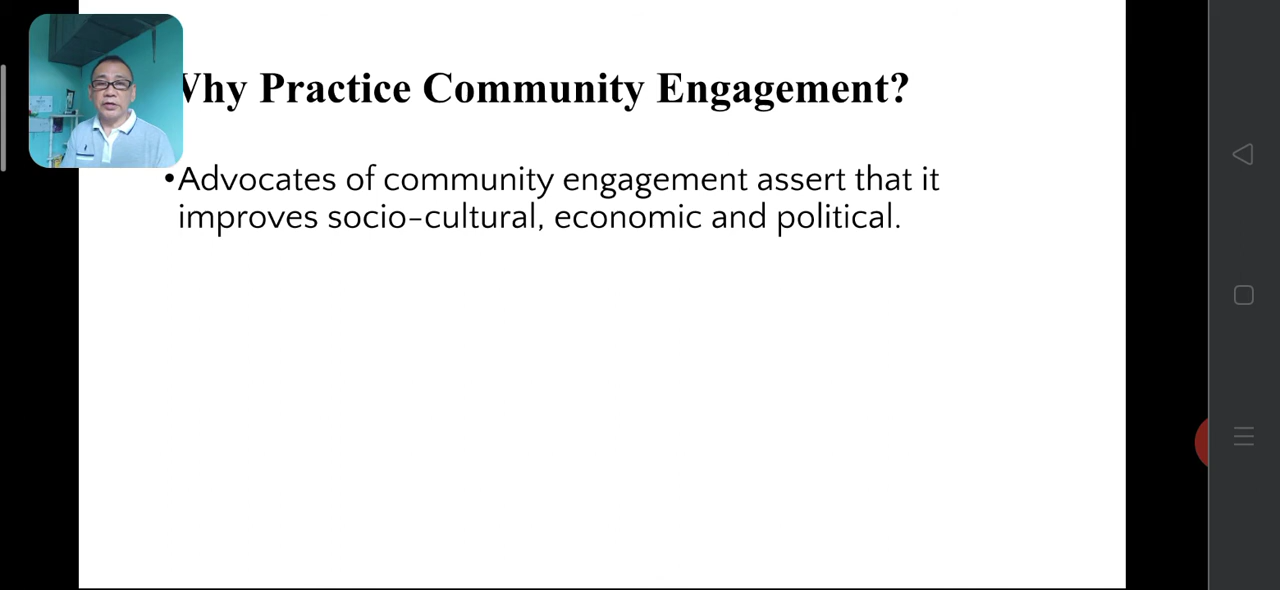 Why Practice Community Engagement?
•Advocates of community engagement assert that it
improves socio-cultural, economic and political.